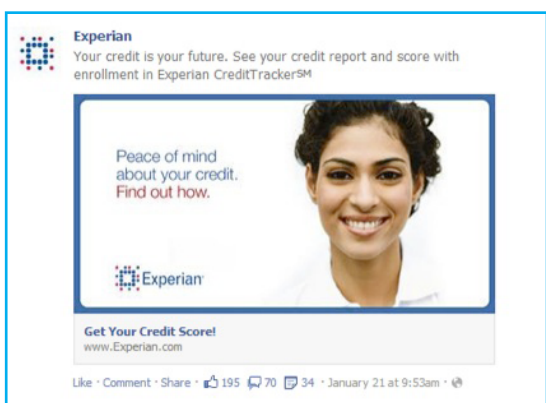 Experian
Your credit is your future. See your credit report and score with
enrollment in Experian CreditTracker℠
Peace of mind
about your credit.
Find out how.
Experian
Get Your Credit Score!
www.Experian.com
Like · Comment · Share · 195 70 34 · January 21 at 9:53am ·